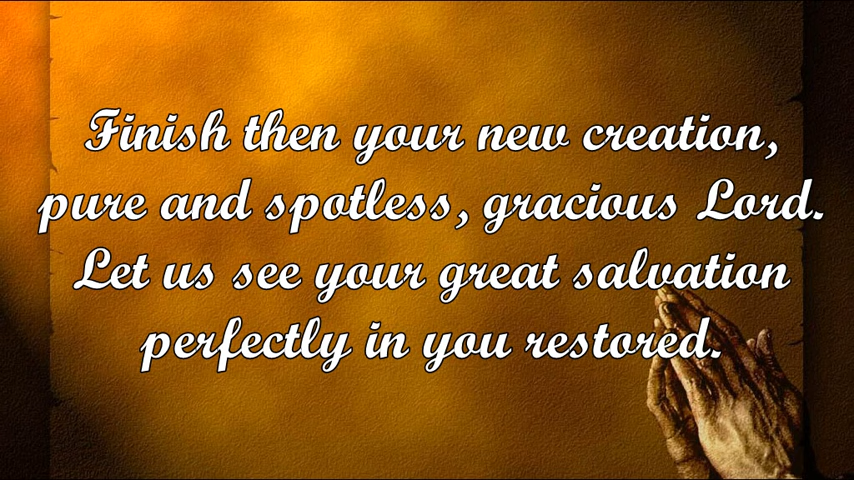 Finish then your new creation,
pure and spotless, gracious Lord.
Let us see your great salvation
perfectly in you restored.